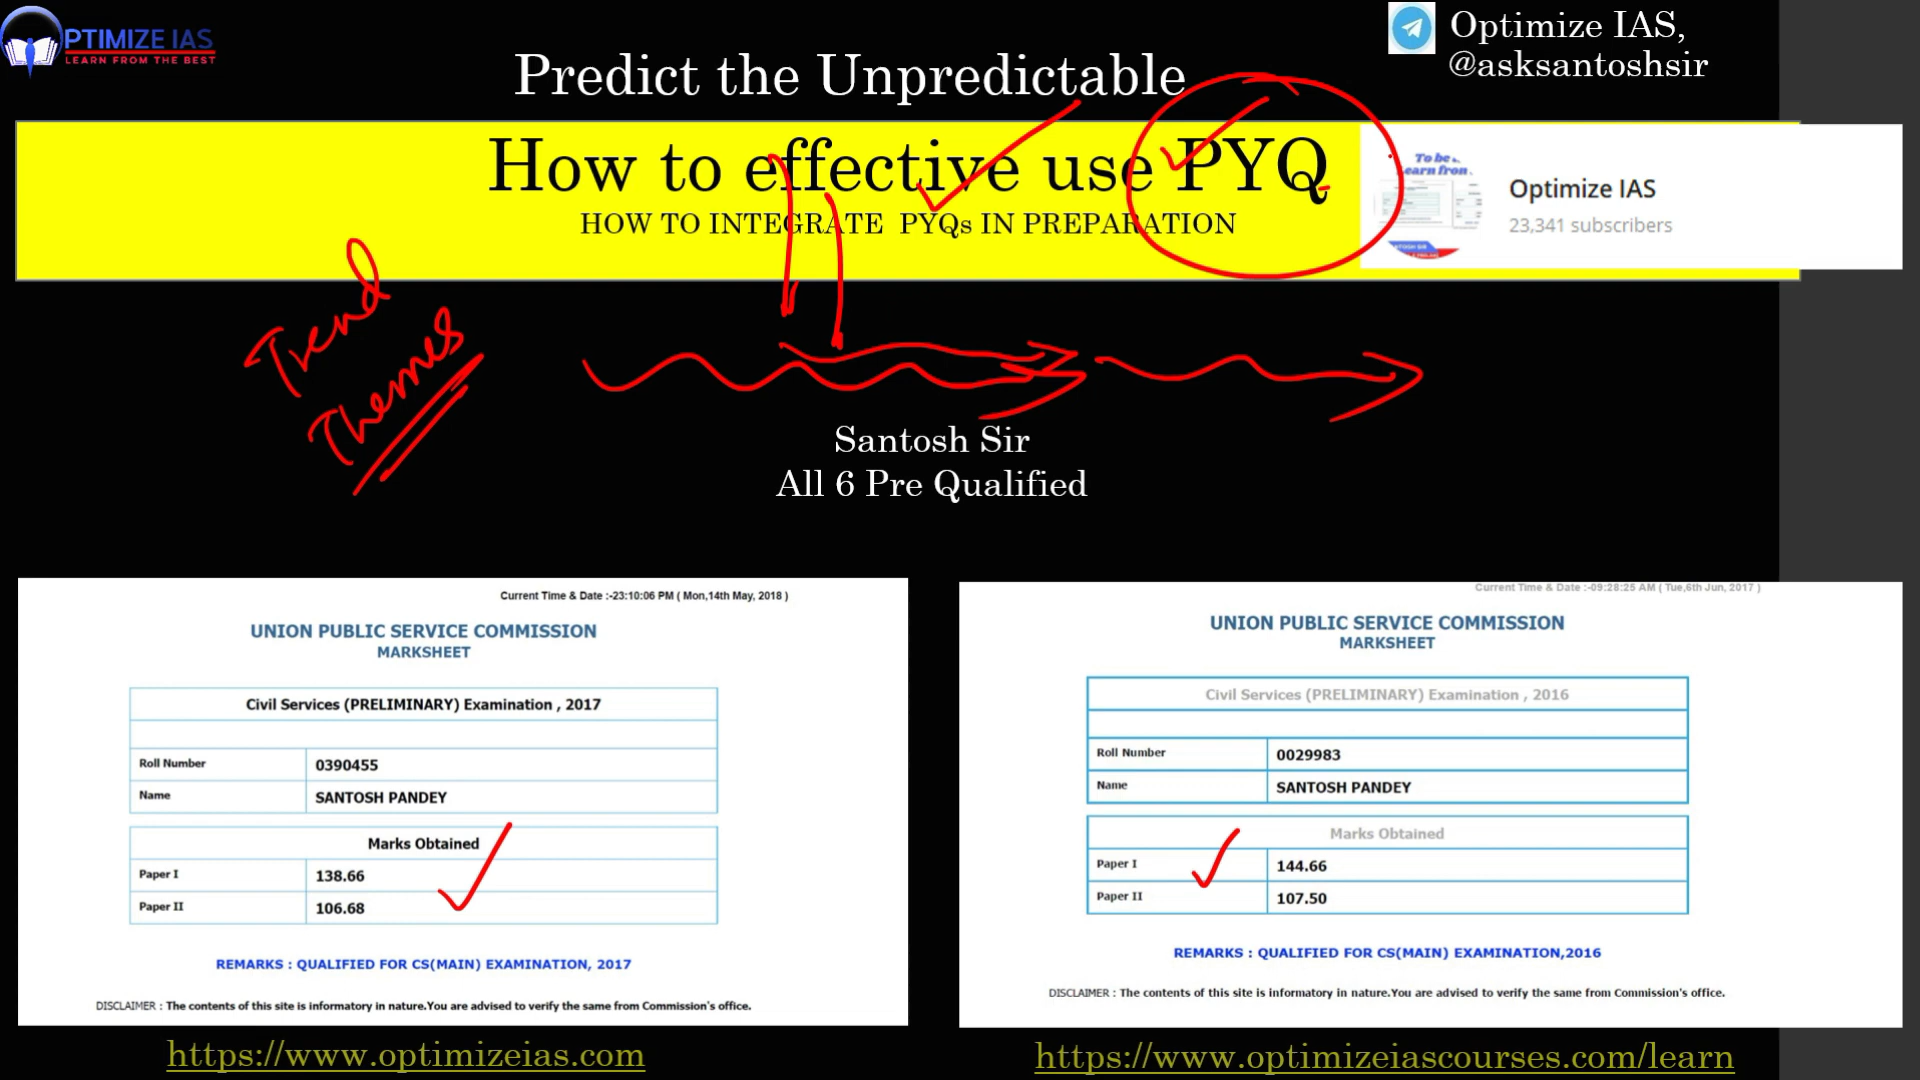 PTIMIZE IAS
LEARN FROM THE BEST
Optimize IAS,
@asksantoshsir
Predict the Unpredictable
How to effective use PYQ
HOW TO INTEGRATE PYQs IN PREPARATION
To be
earn from
Optimize IAS
23,341 subscribers
Trend
Themes
Santosh Sir
All 6 Pre Qualified
Current Time & Date :-23:10:06 PM ( Mon,14th May, 2018 )
UNION PUBLIC SERVICE COMMISSION
MARKSHEET
Civil Services (PRELIMINARY) Examination , 2017
Roll Number 0390455
Name SANTOSH PANDEY
Marks Obtained
Paper I 138.66
Paper II 106.68
REMARKS : QUALIFIED FOR CS(MAIN) EXAMINATION, 2017
DISCLAIMER : The contents of this site is informatory in nature.You are advised to verify the same from Commission's office.
https://www.optimizeias.com
Current Time & Date :-09:28:25 AM ( Tue,6th Jun, 2017 )
UNION PUBLIC SERVICE COMMISSION
MARKSHEET
Civil Services (PRELIMINARY) Examination , 2016
Roll Number 0029983
Name SANTOSH PANDEY
Marks Obtained
Paper I 144.66
Paper II 107.50
REMARKS : QUALIFIED FOR CS(MAIN) EXAMINATION,2016
DISCLAIMER : The contents of this site is informatory in nature.You are advised to verify the same from Commission's office.
https://www.optimizeiascourses.com/learn